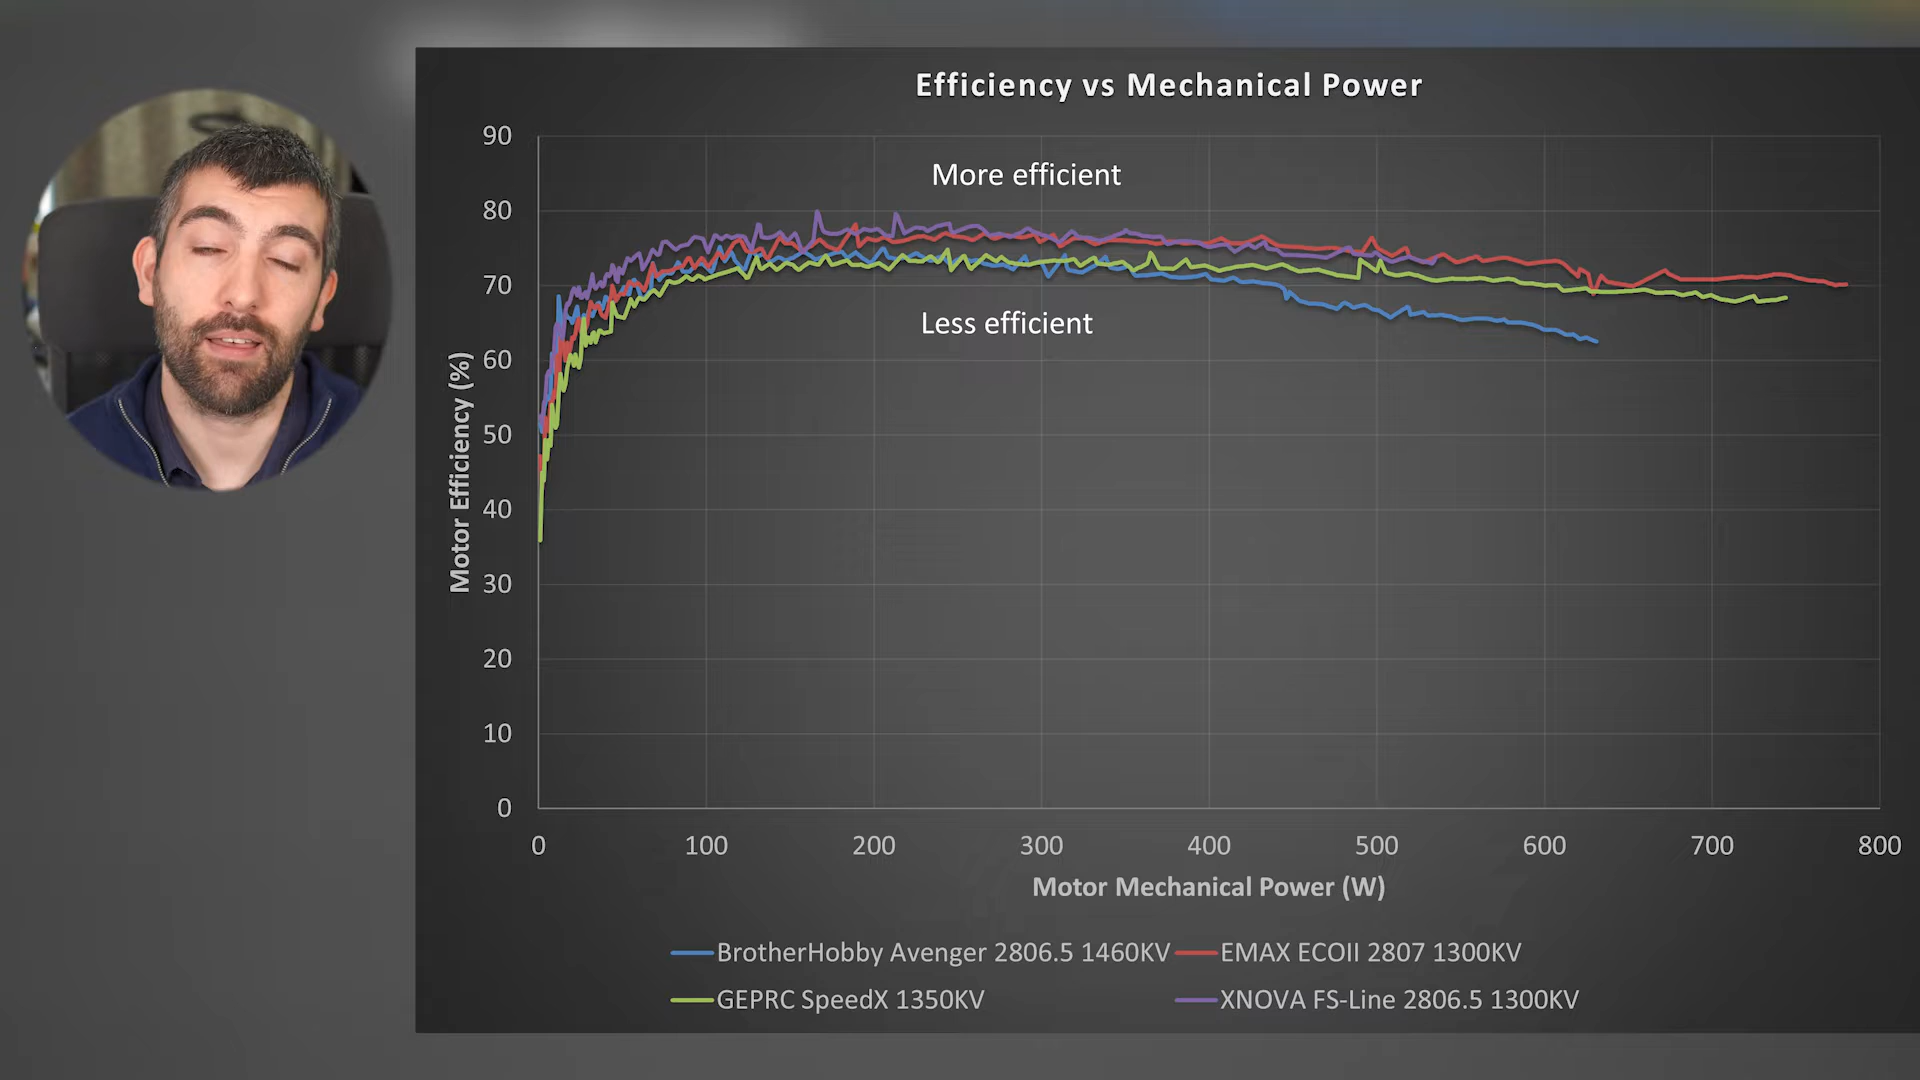 Efficiency vs Mechanical Power
90
80
70
60
50
40
30
20
10
0
Motor Efficiency (%)
More efficient
Less efficient
0 100 200 300 400 500 600 700 800
Motor Mechanical Power (W)
BrotherHobby Avenger 2806.5 1460KV EMAX ECOII 2807 1300KV
GEPRC SpeedX 1350KV XNOVA FS-Line 2806.5 1300KV